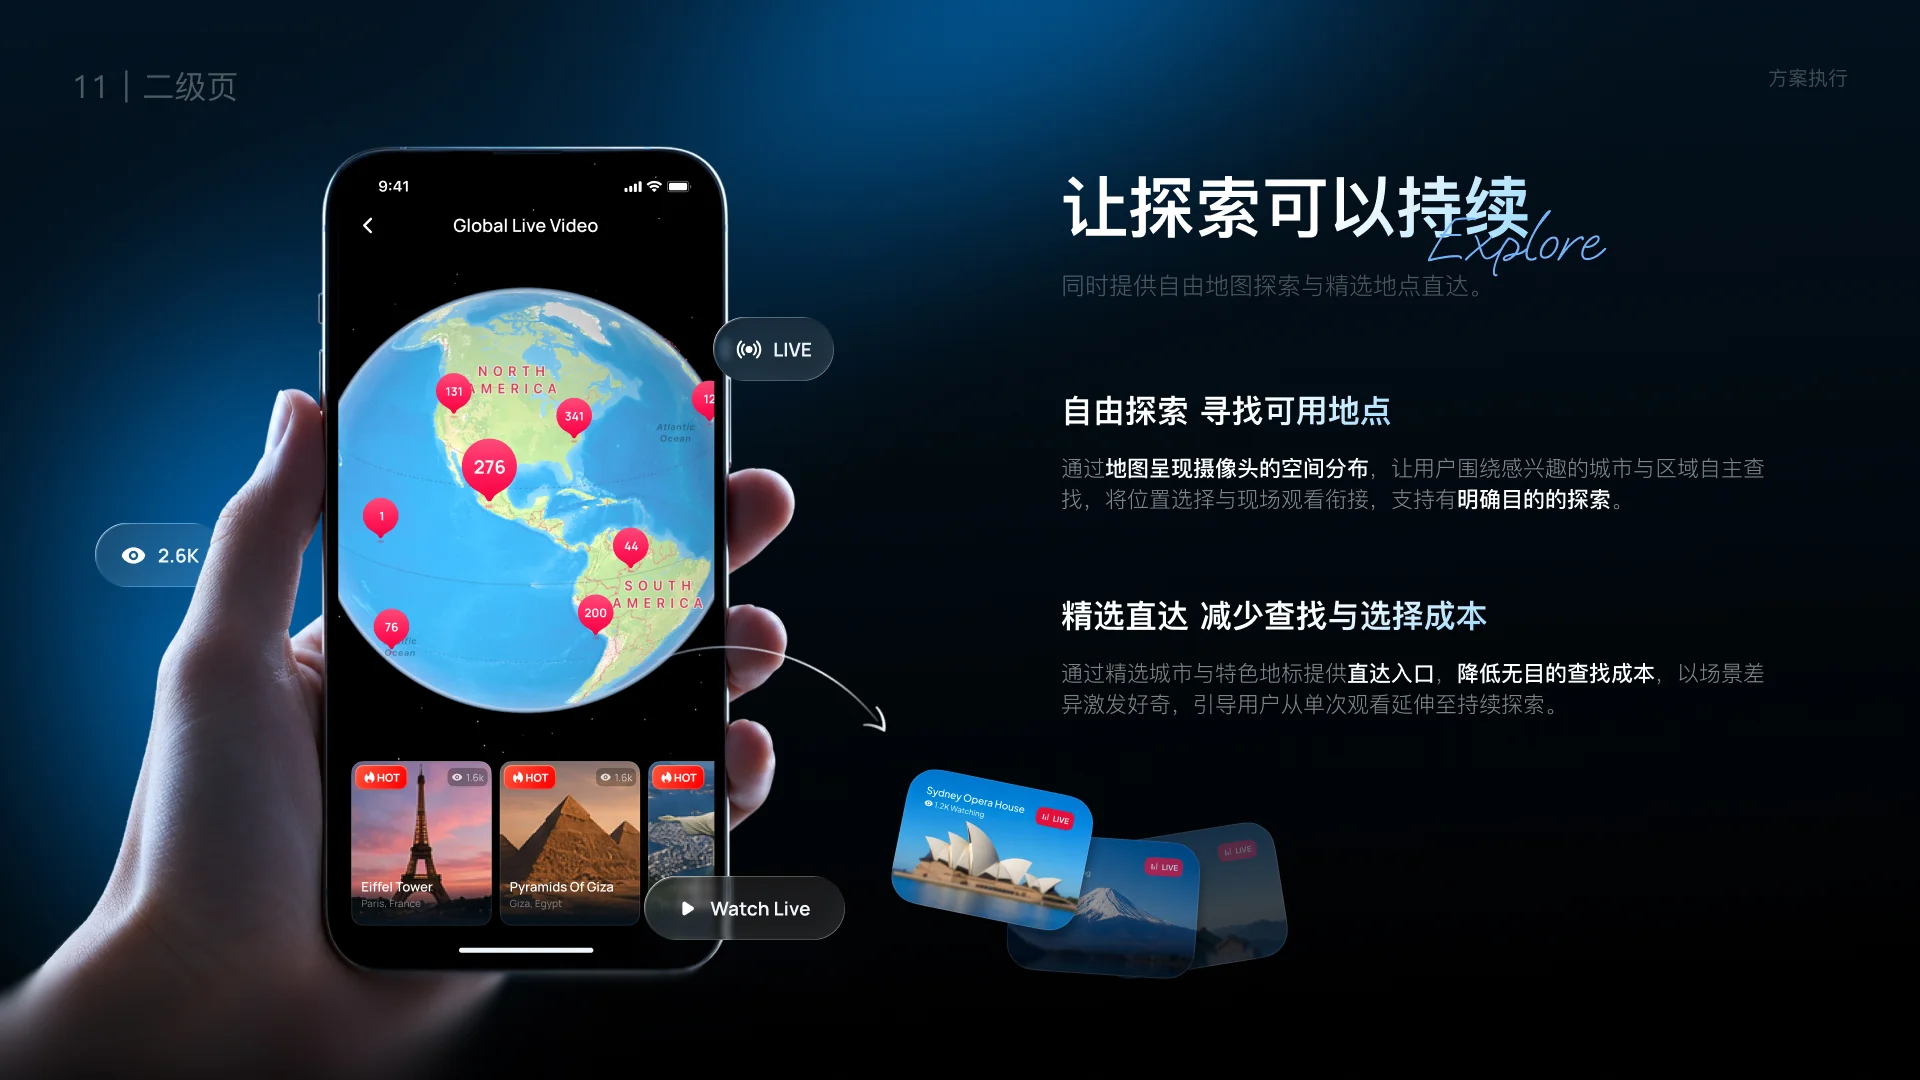 11 | 二级页
方案执行
9:41
Global Live Video
NORTH
AMERICA
131
341
12
Atlantic
Ocean
276
1
44
SOUTH
AMERICA
200
76
Ocean
LIVE
2.6K
HOT
1.6k
Eiffel Tower
Paris, France
HOT
1.6k
Pyramids Of Giza
Giza, Egypt
HOT
Watch Live
让探索可以持续
Explore
同时提供自由地图探索与精选地点直达。
自由探索 寻找可用地点
通过地图呈现摄像头的空间分布，让用户围绕感兴趣的城市与区域自主查
找，将位置选择与现场观看衔接，支持有明确目的的探索。
精选直达 减少查找与选择成本
通过精选城市与特色地标提供直达入口，降低无目的查找成本，以场景差
异激发好奇，引导用户从单次观看延伸至持续探索。
Sydney Opera House
1.2K Watching
LIVE
LIVE
LIVE